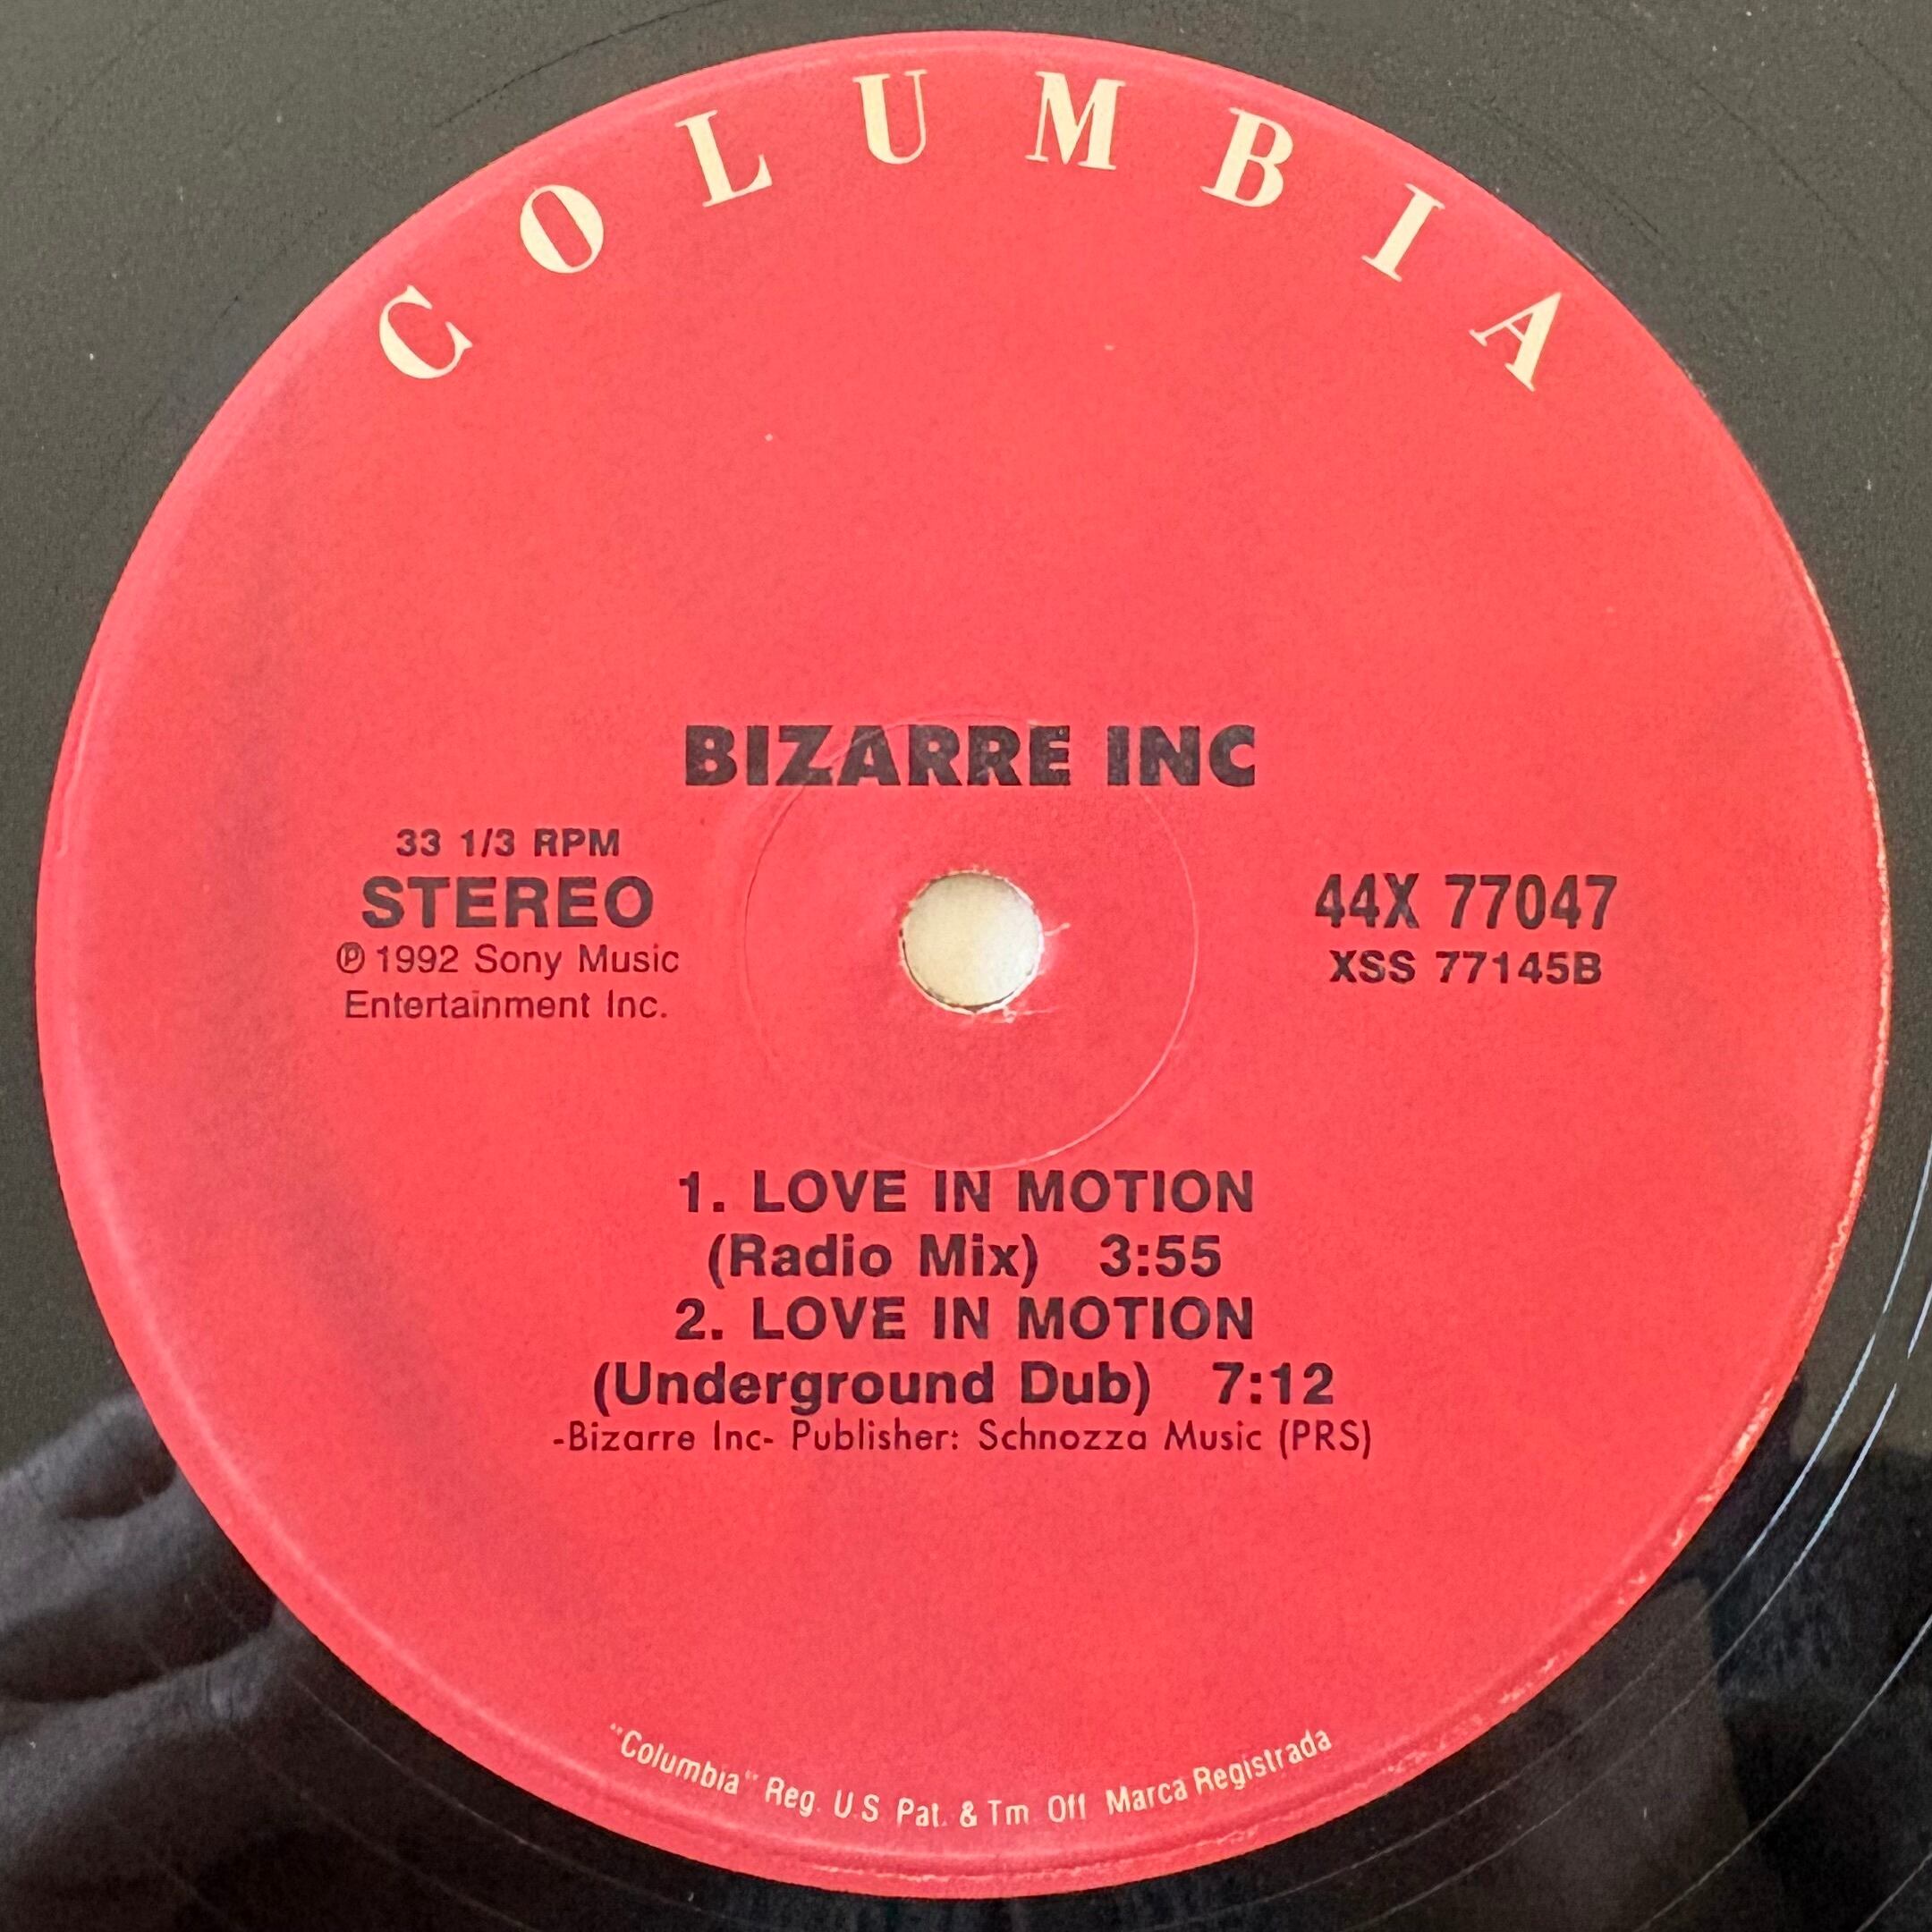 COLUMBIA
BIZARRE INC
33 1/3 RPM
STEREO
℗ 1992 Sony Music
Entertainment Inc.
44X 77047
XSS 77145B
1. LOVE IN MOTION
(Radio Mix) 3:55
2. LOVE IN MOTION
(Underground Dub) 7:12
-Bizarre Inc- Publisher: Schnozza Music (PRS)
"Columbia" Reg. U.S Pat. & Tm Off Marca Registrada